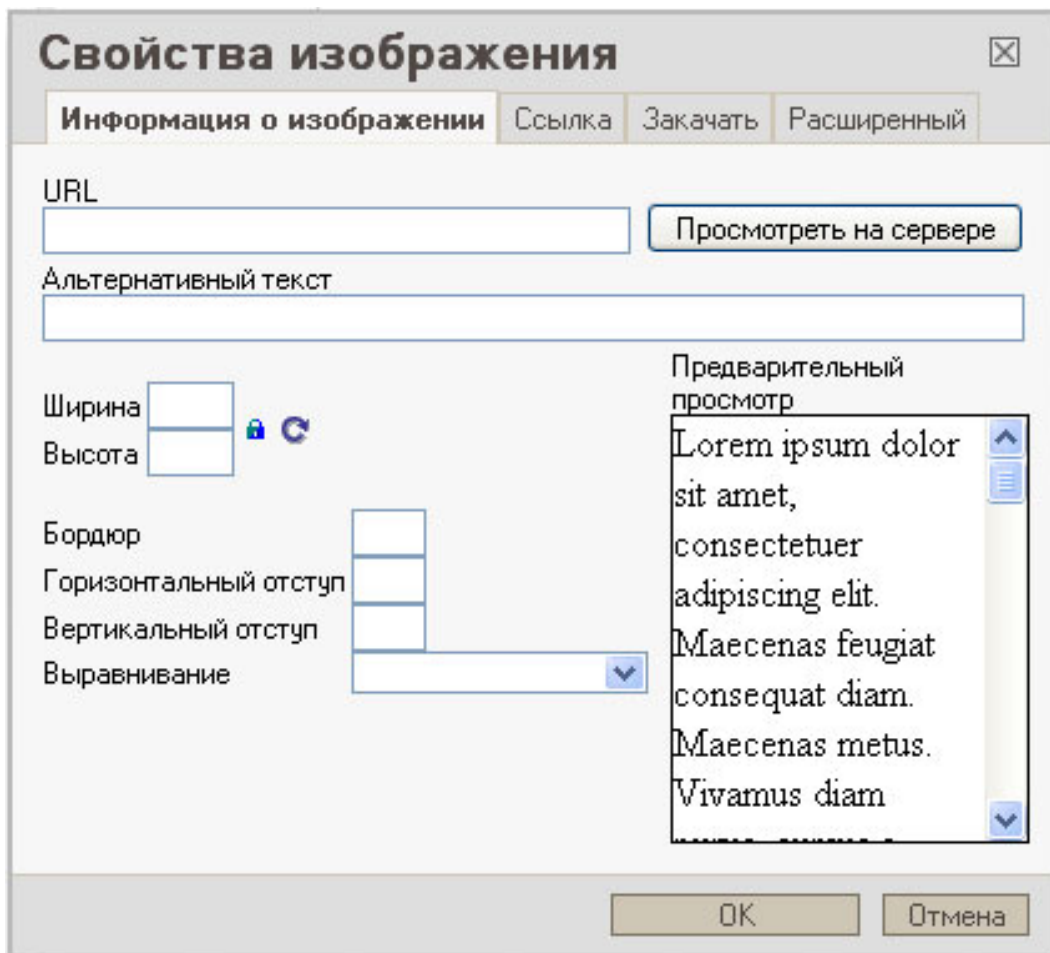 Свойства изображения
Информация о изображении Ссылка Закачать Расширенный
URL
Просмотреть на сервере
Альтернативный текст
Предварительный
просмотр
Ширина
Высота
Бордюр
Горизонтальный отступ
Вертикальный отступ
Выравнивание
Lorem ipsum dolor
sit amet,
consectetuer
adipiscing elit.
Maecenas feugiat
consequat diam.
Maecenas metus.
Vivamus diam
OK Отмена